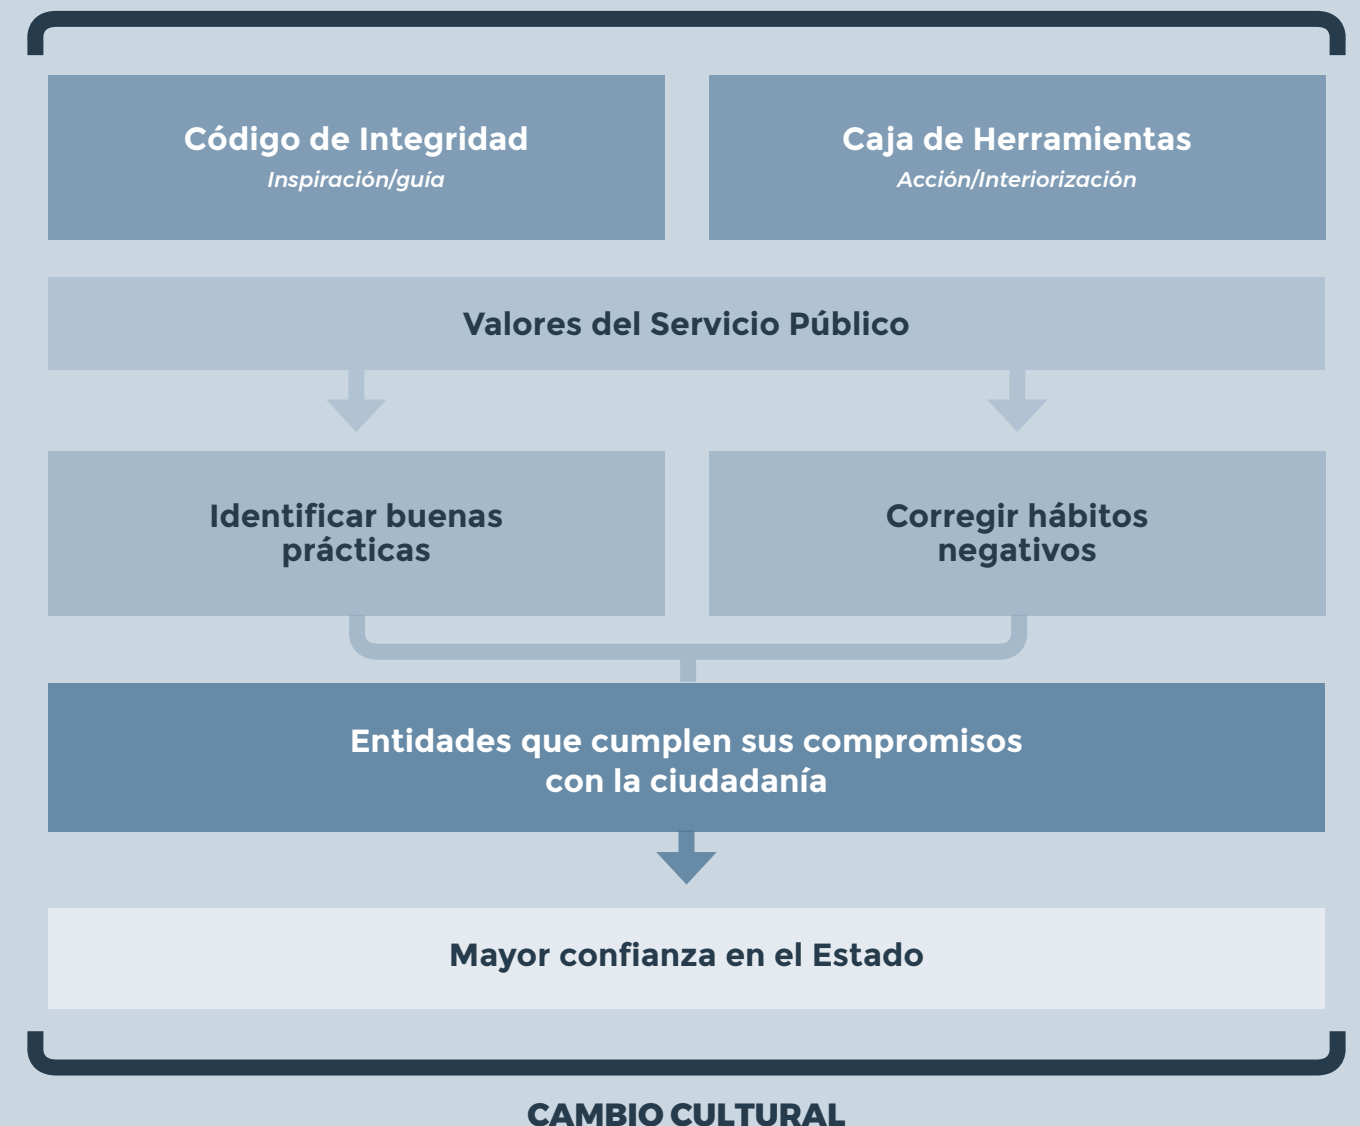 Código de Integridad
Inspiración/guía
Caja de Herramientas
Acción/Interiorización
Valores del Servicio Público
Identificar buenas
prácticas
Corregir hábitos
negativos
Entidades que cumplen sus compromisos
con la ciudadanía
Mayor confianza en el Estado
CAMBIO CULTURAL